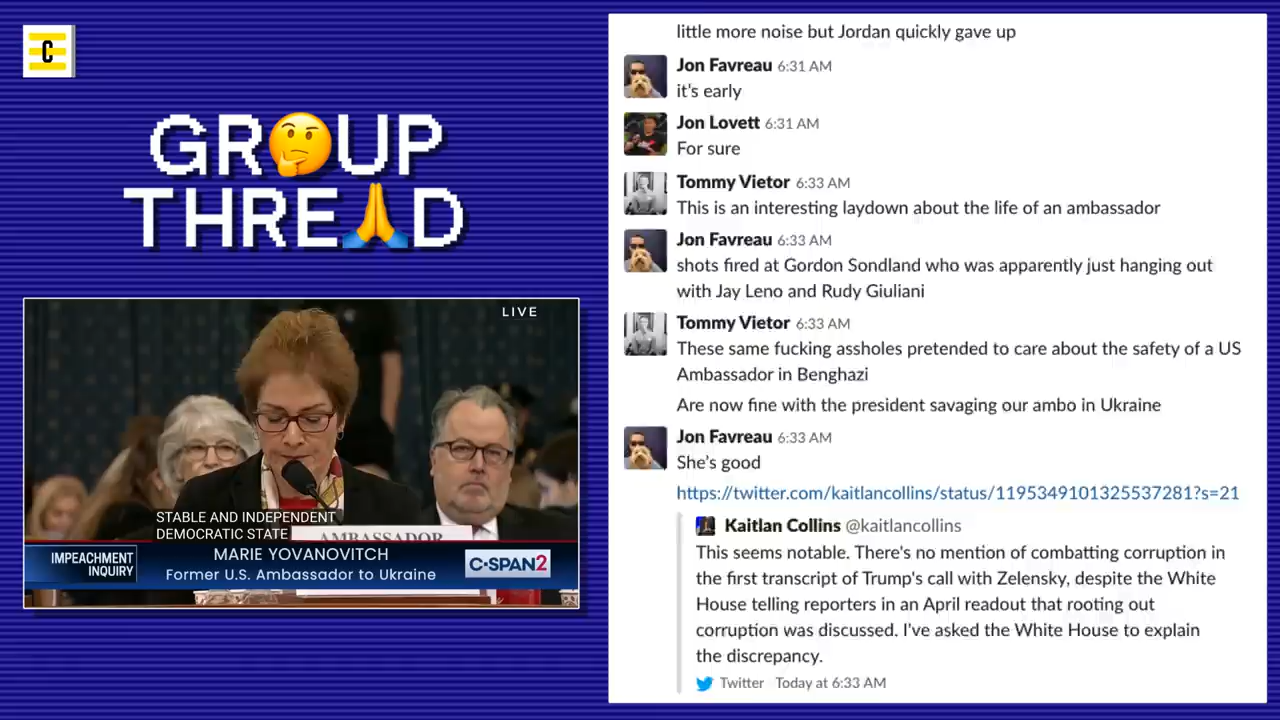 C
GR🤔UP
THRE🙏D
LIVE
STABLE AND INDEPENDENT
DEMOCRATIC STATE
AMBASSADOR
IMPEACHMENT
INQUIRY
MARIE YOVANOVITCH
Former U.S. Ambassador to Ukraine
C-SPAN2
little more noise but Jordan quickly gave up
Jon Favreau 6:31 AM
it's early
Jon Lovett 6:31 AM
For sure
Tommy Vietor 6:33 AM
This is an interesting laydown about the life of an ambassador
Jon Favreau 6:33 AM
shots fired at Gordon Sondland who was apparently just hanging out
with Jay Leno and Rudy Giuliani
Tommy Vietor 6:33 AM
These same fucking assholes pretended to care about the safety of a US
Ambassador in Benghazi
Are now fine with the president savaging our ambo in Ukraine
Jon Favreau 6:33 AM
She's good
https://twitter.com/kaitlancollins/status/1195349101325537281?s=21
Kaitlan Collins @kaitlancollins
This seems notable. There's no mention of combatting corruption in
the first transcript of Trump's call with Zelensky, despite the White
House telling reporters in an April readout that rooting out
corruption was discussed. I've asked the White House to explain
the discrepancy.
Twitter Today at 6:33 AM